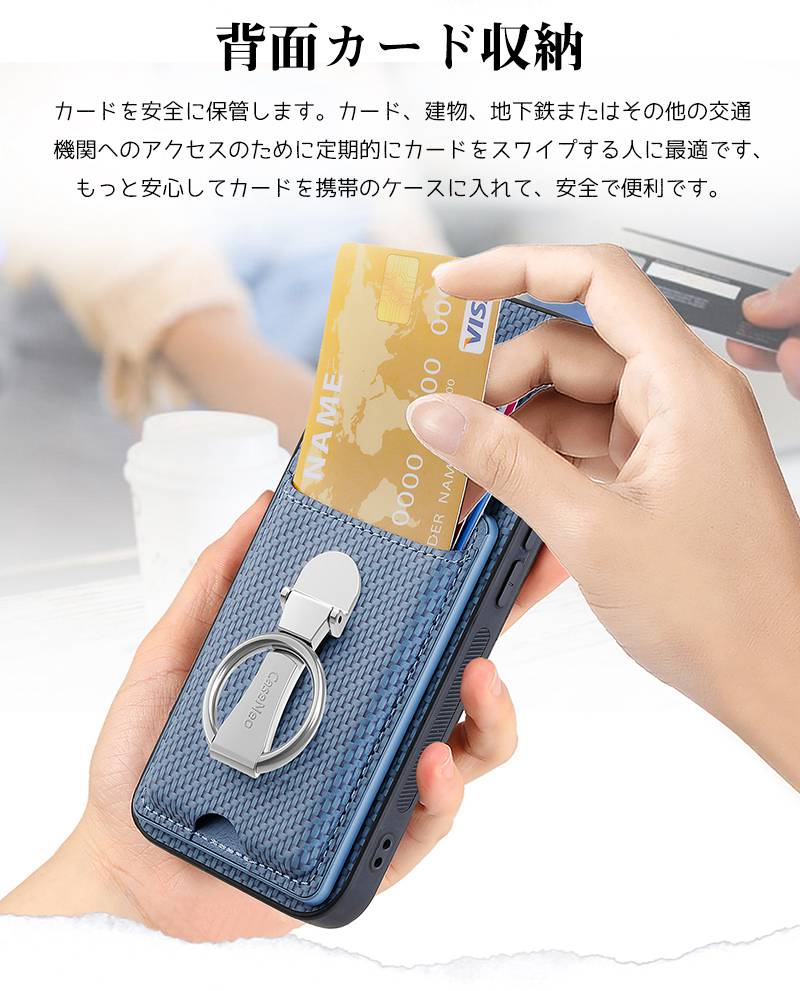 背面カード収納
カードを安全に保管します。カード、建物、地下鉄またはその他の交通
機関へのアクセスのために定期的にカードをスワイプする人に最適です、
もっと安心してカードを携帯のケースに入れて、安全で便利です。
NAME
VISA
CaseNeo